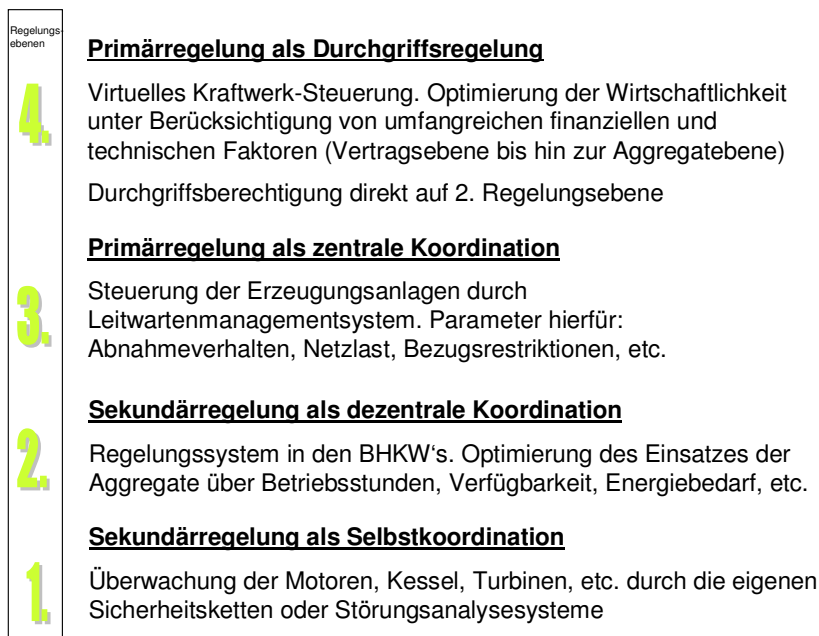 Regelungs-
ebenen
4.
Primärregelung als Durchgriffsregelung
Virtuelles Kraftwerk-Steuerung. Optimierung der Wirtschaftlichkeit
unter Berücksichtigung von umfangreichen finanziellen und
technischen Faktoren (Vertragsebene bis hin zur Aggregatebene)
Durchgriffsberechtigung direkt auf 2. Regelungsebene
3.
Primärregelung als zentrale Koordination
Steuerung der Erzeugungsanlagen durch
Leitwartenmanagementsystem. Parameter hierfür:
Abnahmeverhalten, Netzlast, Bezugsrestriktionen, etc.
2.
Sekundärregelung als dezentrale Koordination
Regelungssystem in den BHKW‘s. Optimierung des Einsatzes der
Aggregate über Betriebsstunden, Verfügbarkeit, Energiebedarf, etc.
1.
Sekundärregelung als Selbstkoordination
Überwachung der Motoren, Kessel, Turbinen, etc. durch die eigenen
Sicherheitsketten oder Störungsanalysesysteme